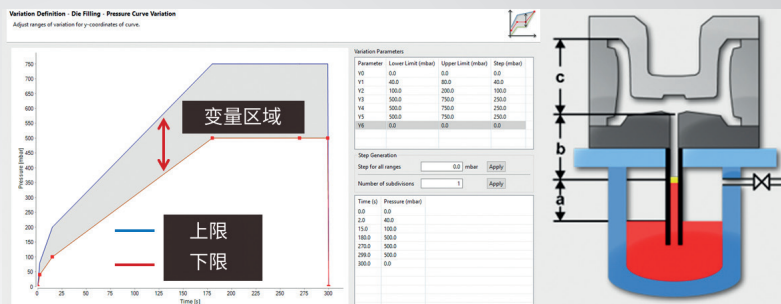 Variation Definition - Die Filling - Pressure Curve Variation
Adjust ranges of variation for y-coordinates of curve.
Pressure [mbar]
750
700
650
600
550
500
450
400
350
300
250
200
150
100
50
0
变量区域
上限
下限
0 25 50 75 100 125 150 175 200 225 250 275 300
Time [s]
Variation Parameters
Parameter Lower Limit (mbar) Upper Limit (mbar) Step (mbar)
Y0 0.0 0.0 0.0
Y1 40.0 80.0 40.0
Y2 100.0 200.0 100.0
Y3 500.0 750.0 250.0
Y4 500.0 750.0 250.0
Y5 500.0 750.0 250.0
Y6 0.0 0.0 0.0
Step Generation
Step for all ranges 0.0 mbar Apply
Number of subdivisons 1 Apply
Time (s) Pressure (mbar)
0.0 0.0
2.0 40.0
15.0 100.0
180.0 500.0
270.0 500.0
299.0 500.0
300.0 0.0
c
b
a